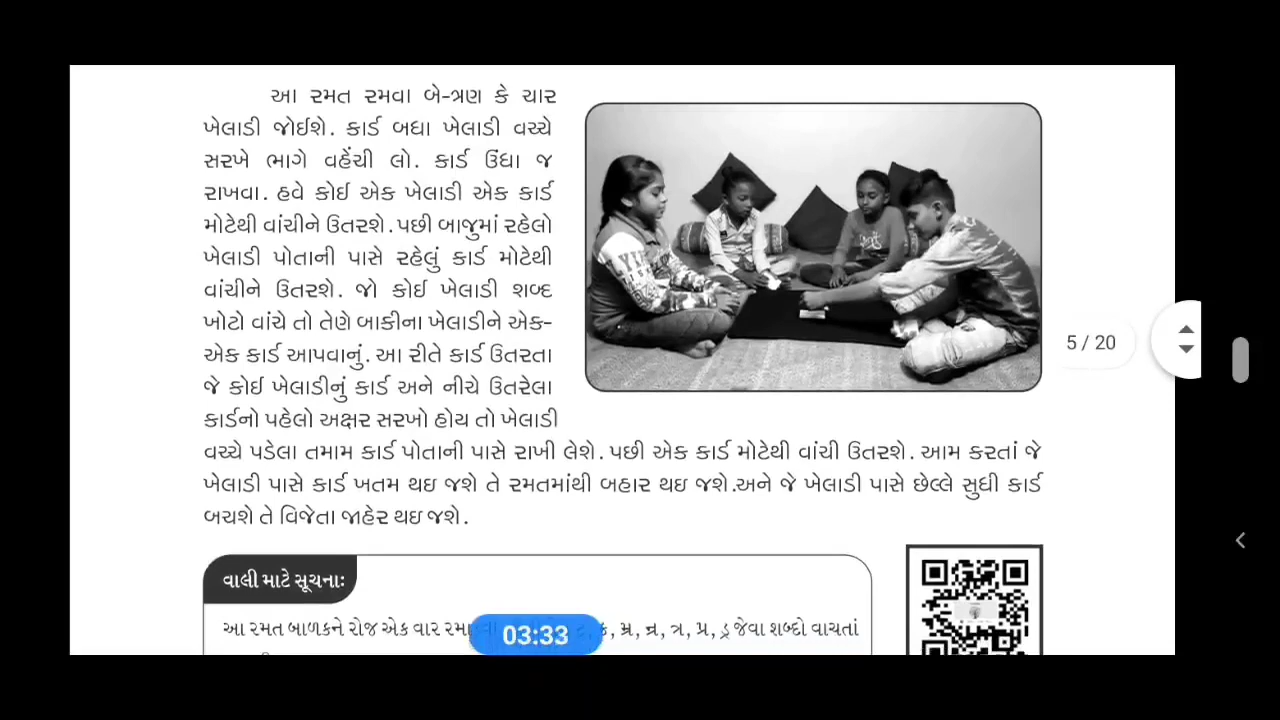 આ રમત રમવા બે-ત્રણ કે ચાર
ખેલાડી જોઈશે. કાર્ડ બધા ખેલાડી વચ્ચે
સરખે ભાગે વહેંચી લો. કાર્ડ ઉંધા જ
રાખવા. હવે કોઈ એક ખેલાડી એક કાર્ડ
મોટેથી વાંચીને ઉતરશે. પછી બાજુમાં રહેલો
ખેલાડી પોતાની પાસે રહેલું કાર્ડ મોટેથી
વાંચીને ઉતરશે. જો કોઈ ખેલાડી શબ્દ
ખોટો વાંચે તો તેણે બાકીના ખેલાડીને એક-
એક કાર્ડ આપવાનું. આ રીતે કાર્ડ ઉતરતા
જે કોઈ ખેલાડીનું કાર્ડ અને નીચે ઉતરેલા
કાર્ડનો પહેલો અક્ષર સરખો હોય તો ખેલાડી
વચ્ચે પડેલા તમામ કાર્ડ પોતાની પાસે રાખી લેશે. પછી એક કાર્ડ મોટેથી વાંચી ઉતરશે. આમ કરતાં જે
ખેલાડી પાસે કાર્ડ ખતમ થઇ જશે તે રમતમાંથી બહાર થઇ જશે.અને જે ખેલાડી પાસે છેલ્લે સુધી કાર્ડ
બચશે તે વિજેતા જાહેર થઇ જશે.
5 / 20
વાલી માટે સૂચનાઃ
આ રમત બાળકને રોજ એક વાર મ્ર, ન્ર, ત્ર, પ્ર, ડ્ર જેવા શબ્દો વાચતાં
03:33